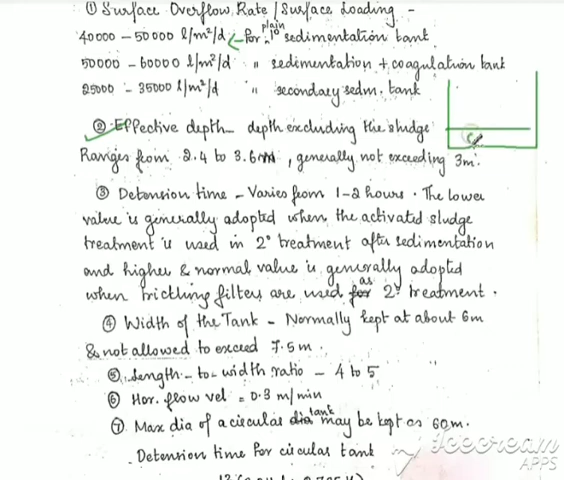 ① Surface Overflow Rate / Surface Loading -
40000 - 50000 l/m²/d ← for plain 1° sedimentation tank
50000 - 60000 l/m²/d " sedimentation + coagulation tank
25000 - 35000 l/m²/d " secondary sedm. tank
② Effective depth - depth excluding the sludge
Ranges from 2.4 to 3.6m, generally not exceeding 3m.
③ Detension time - Varies from 1-2 hours. The lower
value is generally adopted when the activated sludge
treatment is used in 2° treatment after sedimentation
and higher & normal value is generally adopted
when trickling filters are used for as 2° treatment.
④ Width of the Tank - Normally kept at about 6m
& not allowed to exceed 7.5m.
⑤ Length - to - width ratio - 4 to 5
⑥ Hor. flow vel = 0.3 m/min
⑦ Max dia of a circular dia tank may be kept as 60m.
Detension time for circular tank
Icecream
APPS